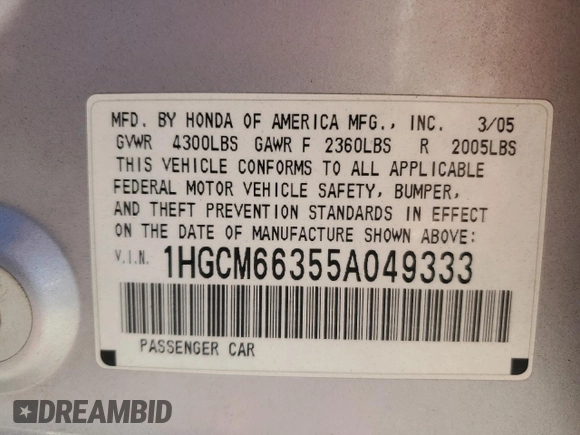 MFD. BY HONDA OF AMERICA MFG., INC. 3/05
GVWR 4300LBS GAWR F 2360LBS R 2005LBS
THIS VEHICLE CONFORMS TO ALL APPLICABLE
FEDERAL MOTOR VEHICLE SAFETY, BUMPER,
AND THEFT PREVENTION STANDARDS IN EFFECT
ON THE DATE OF MANUFACTURE SHOWN ABOVE:
V.I.N. 1HGCM66355A049333
PASSENGER CAR
DREAMBID